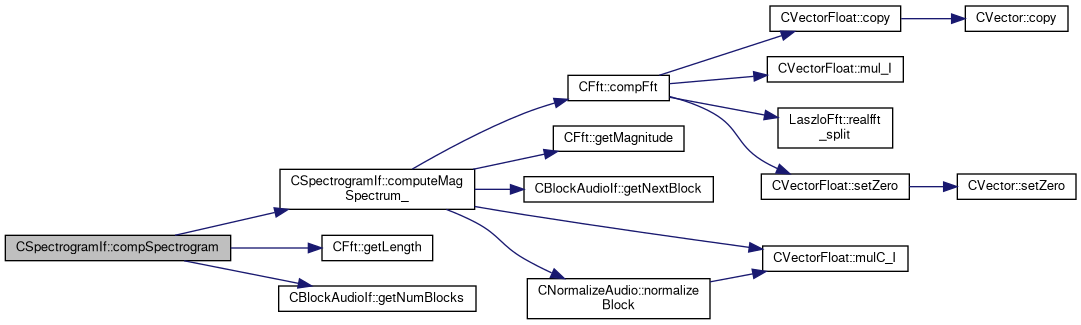 CSpectrogramIf::compSpectrogram
CSpectrogramIf::computeMag
Spectrum_
CFft::getLength
CBlockAudioIf::getNumBlocks
CFft::compFft
CFft::getMagnitude
CBlockAudioIf::getNextBlock
CNormalizeAudio::normalize
Block
CVectorFloat::copy
CVectorFloat::mul_I
LaszloFft::realfft
_split
CVectorFloat::setZero
CVectorFloat::mulC_I
CVector::copy
CVector::setZero